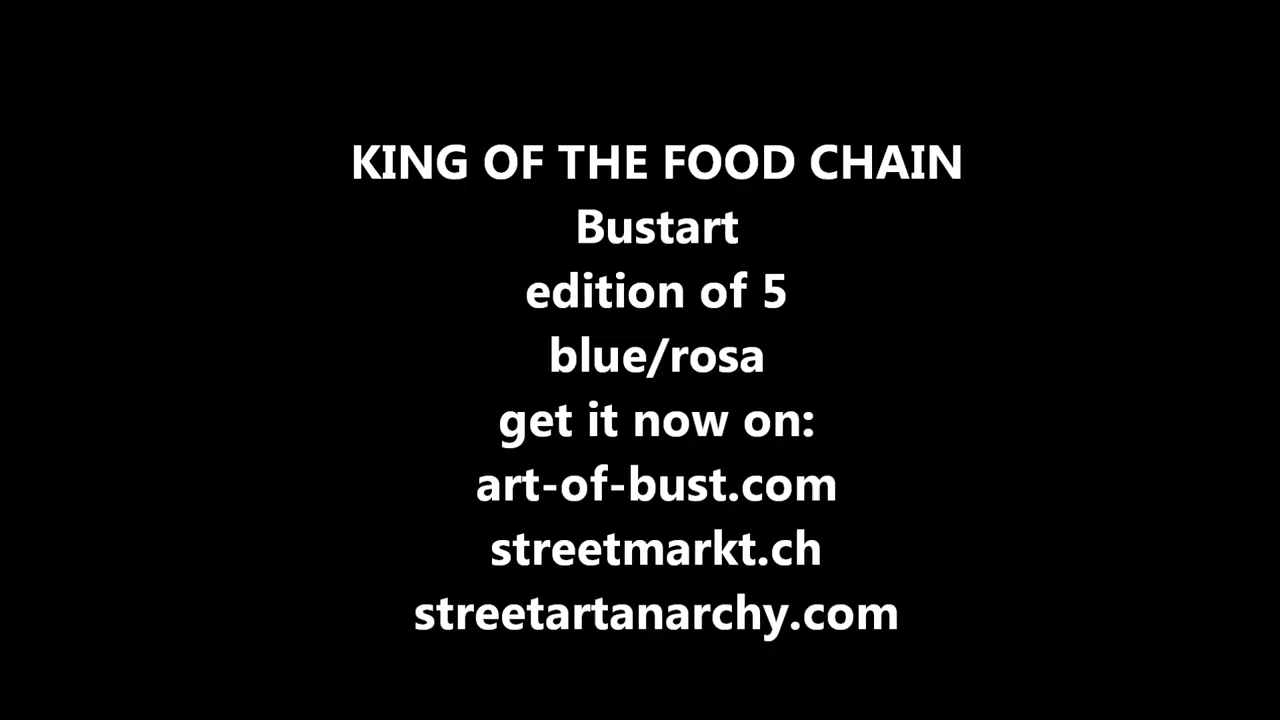 KING OF THE FOOD CHAIN
Bustart
edition of 5
blue/rosa
get it now on:
art-of-bust.com
streetmarkt.ch
streetartanarchy.com